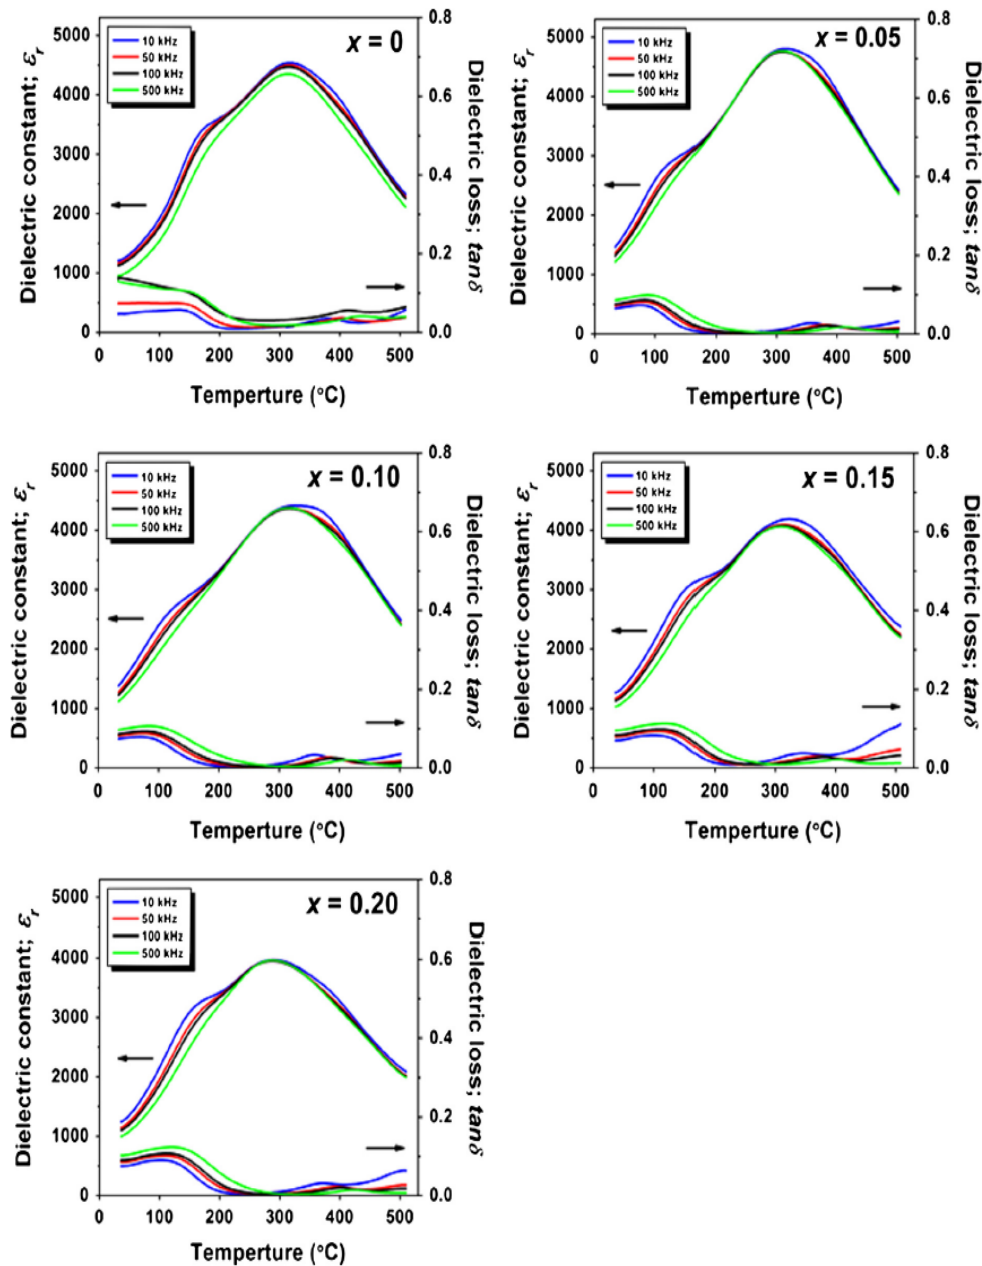 x = 0
10 kHz
50 kHz
100 kHz
500 kHz
5000
4000
3000
2000
1000
0
0.8
0.6
0.4
0.2
0.0
0 100 200 300 400 500
Dielectric constant; εr
Dielectric loss; tanδ
Temperture (°C)
x = 0.05
10 kHz
50 kHz
100 kHz
500 kHz
5000
4000
3000
2000
1000
0
0.8
0.6
0.4
0.2
0.0
0 100 200 300 400 500
Dielectric constant; εr
Dielectric loss; tanδ
Temperture (°C)
x = 0.10
10 kHz
50 kHz
100 kHz
500 kHz
5000
4000
3000
2000
1000
0
0.8
0.6
0.4
0.2
0.0
0 100 200 300 400 500
Dielectric constant; εr
Dielectric loss; tanδ
Temperture (°C)
x = 0.15
10 kHz
50 kHz
100 kHz
500 kHz
5000
4000
3000
2000
1000
0
0.8
0.6
0.4
0.2
0.0
0 100 200 300 400 500
Dielectric constant; εr
Dielectric loss; tanδ
Temperture (°C)
x = 0.20
10 kHz
50 kHz
100 kHz
500 kHz
5000
4000
3000
2000
1000
0
0.8
0.6
0.4
0.2
0.0
0 100 200 300 400 500
Dielectric constant; εr
Dielectric loss; tanδ
Temperture (°C)